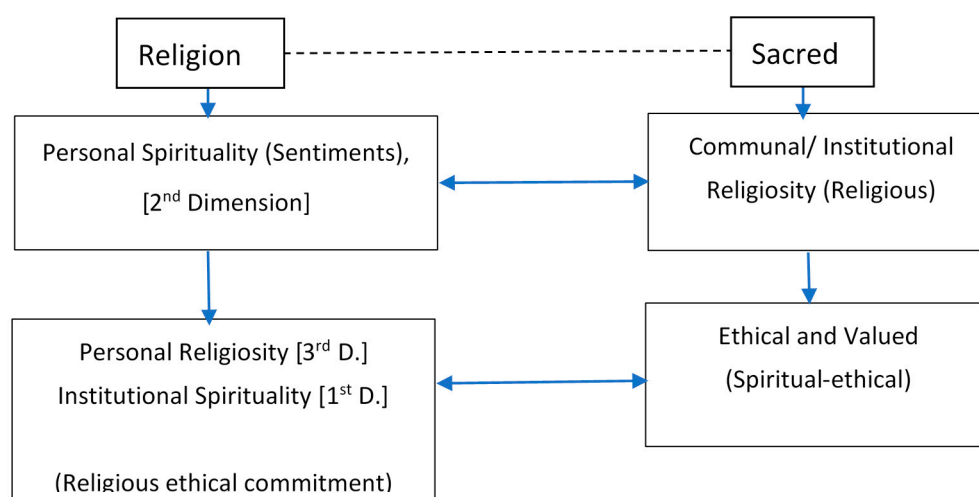 Religion
Sacred
Personal Spirituality (Sentiments),
[2nd Dimension]
Communal/ Institutional
Religiosity (Religious)
Personal Religiosity [3rd D.]
Institutional Spirituality [1st D.]
(Religious ethical commitment)
Ethical and Valued
(Spiritual-ethical)